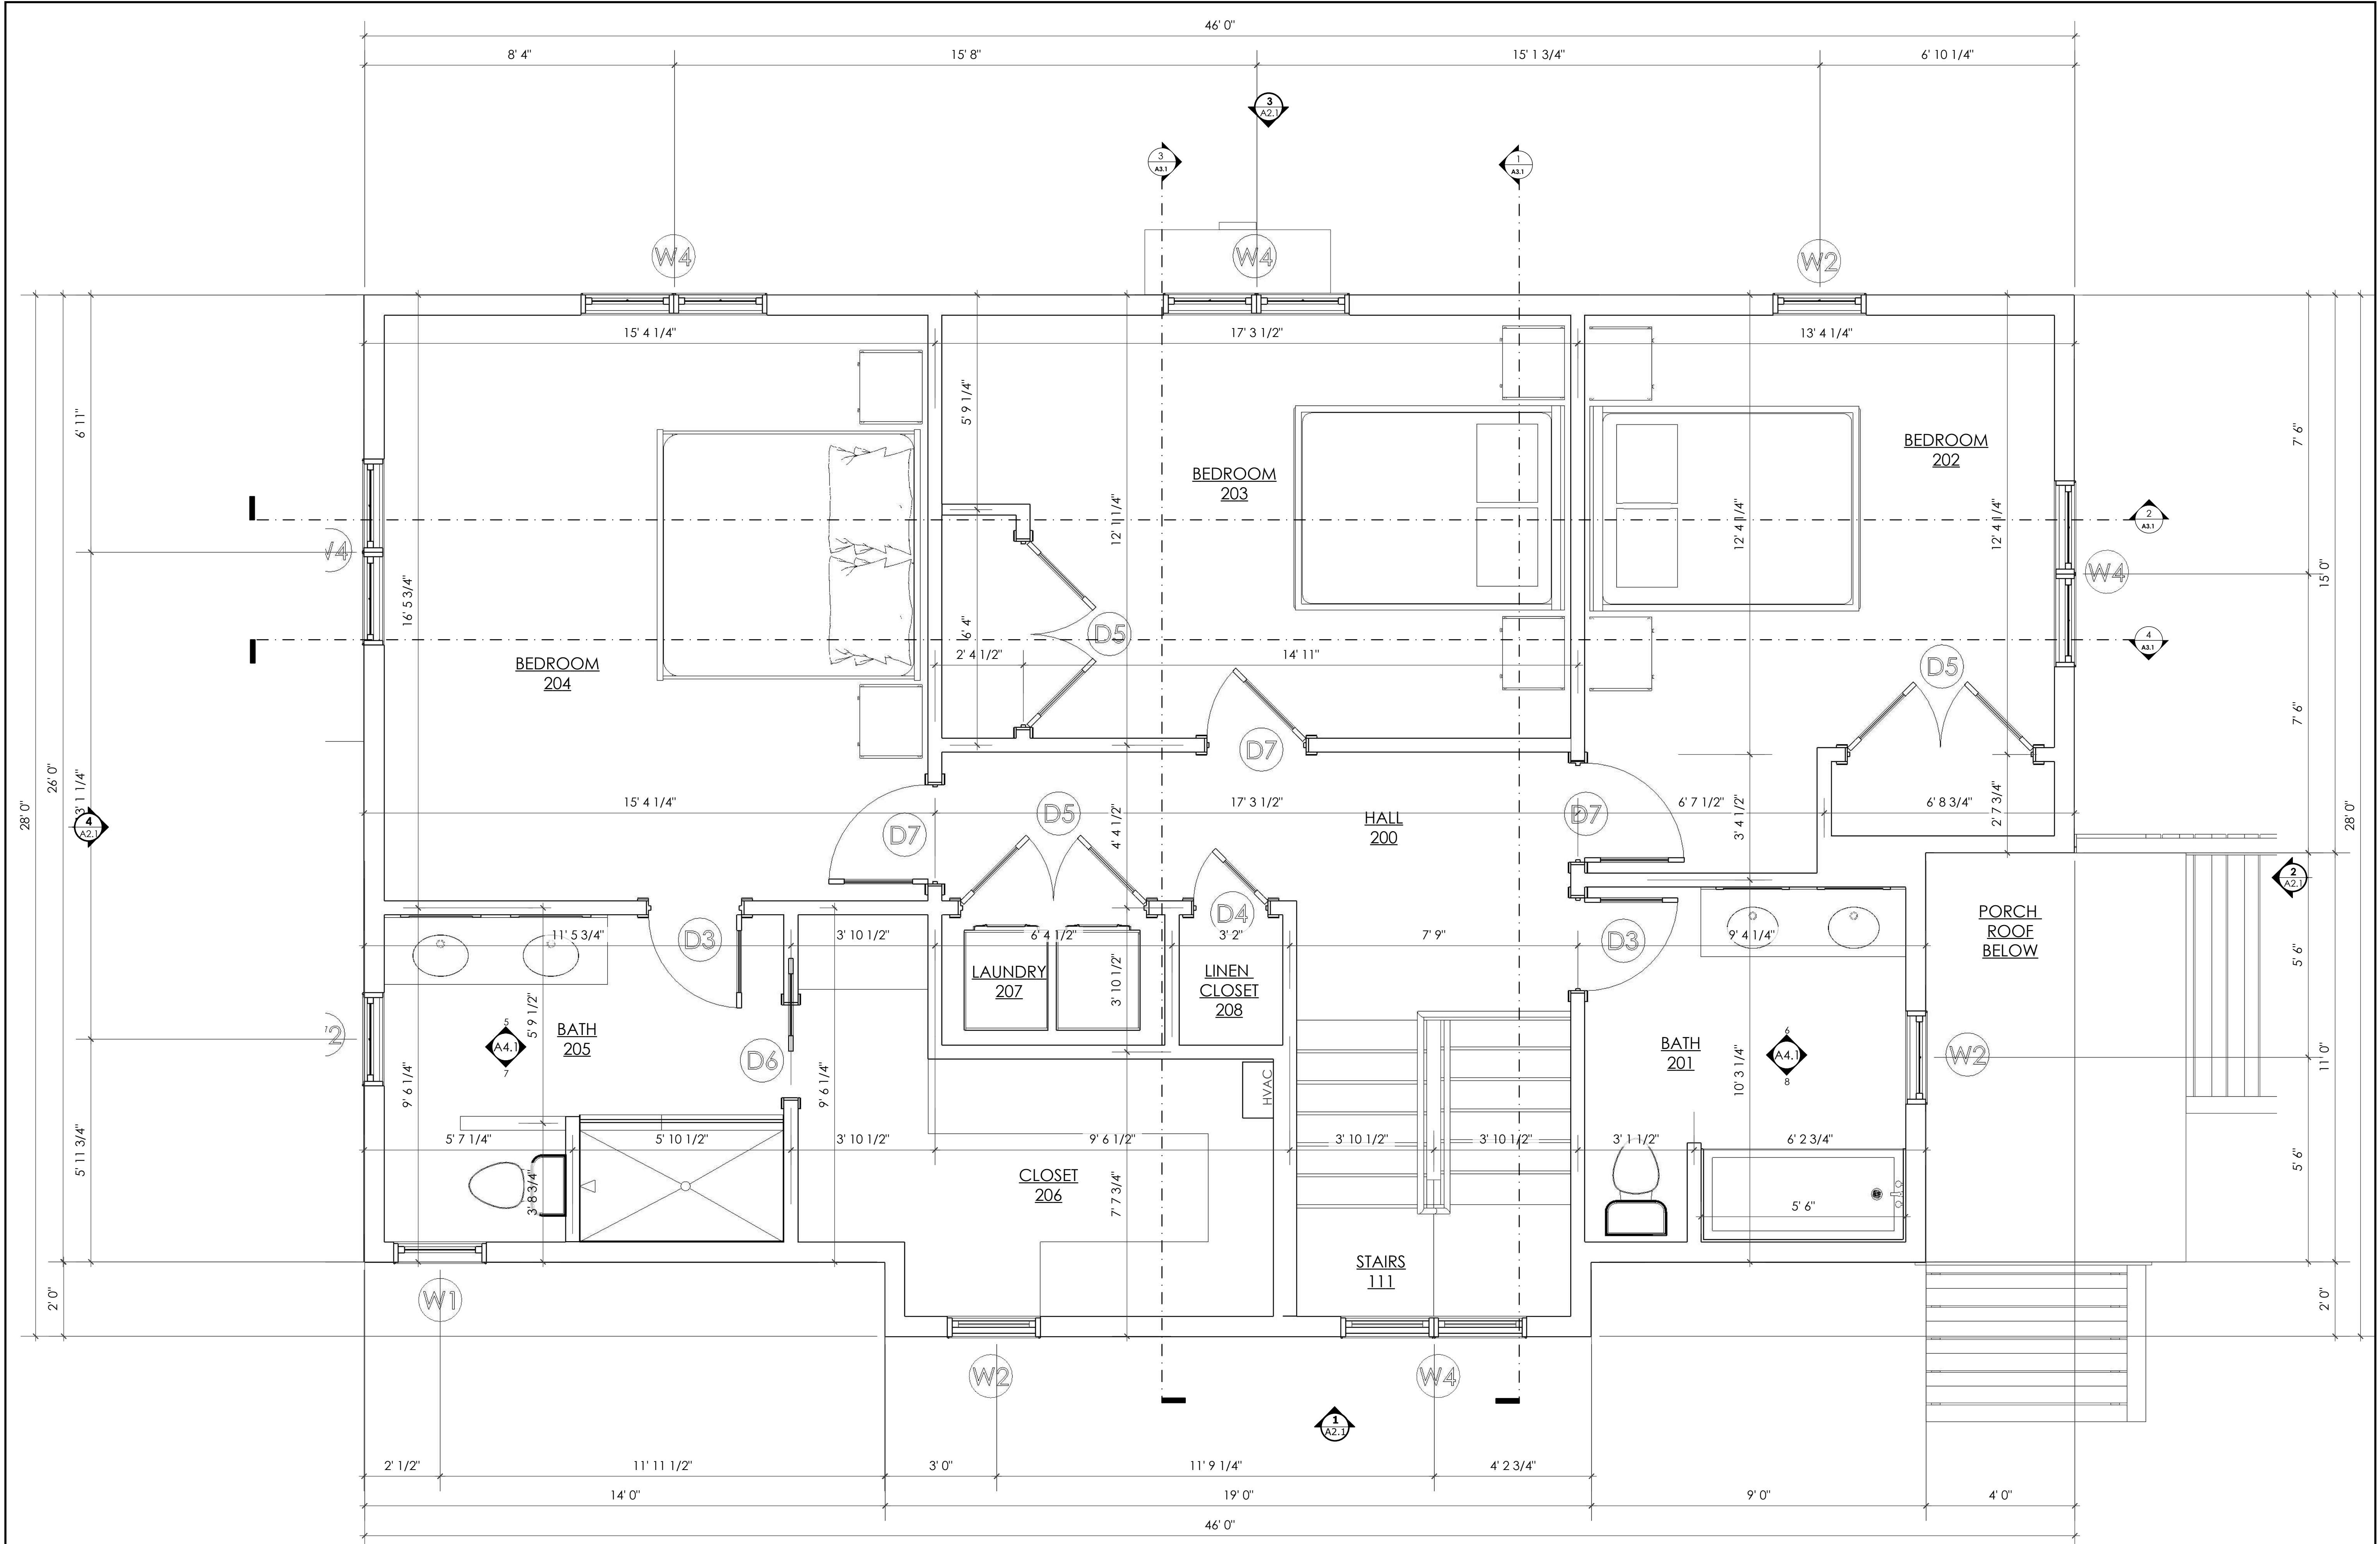 46' 0"
8' 4"
15' 8"
15' 1 3/4"
6' 10 1/4"
3
A2.1
3
A3.1
1
A3.1
W4
W4
W2
15' 4 1/4"
17' 3 1/2"
13' 4 1/4"
6' 11"
5' 9 1/4"
7' 6"
BEDROOM
202
BEDROOM
203
12' 1 1/4"
12' 4 1/4"
12' 4 1/4"
2
A3.1
W4
15' 0"
16' 5 3/4"
6' 4"
D5
4
A3.1
BEDROOM
204
2' 4 1/2"
14' 11"
D5
7' 6"
D7
28' 0"
26' 0"
3' 1 1/4"
4
A2.1
15' 4 1/4"
D7
D5
4' 4 1/2"
17' 3 1/2"
HALL
200
D7
6' 7 1/2"
3' 4 1/2"
6' 8 3/4"
2' 7 3/4"
28' 0"
2
A2.1
PORCH
ROOF
BELOW
11' 5 3/4"
D3
3' 10 1/2"
6' 4 1/2"
D4
3' 2"
7' 9"
D3
9' 4 1/4"
5' 6"
LAUNDRY
207
3' 10 1/2"
LINEN
CLOSET
208
5' 9 1/2"
5
A4.1
7
BATH
205
D6
BATH
201
6
A4.1
8
W2
11' 0"
9' 6 1/4"
9' 6 1/4"
HVAC
10' 3 1/4"
5' 11 3/4"
5' 7 1/4"
5' 10 1/2"
3' 10 1/2"
9' 6 1/2"
3' 10 1/2"
3' 10 1/2"
3' 1 1/2"
6' 2 3/4"
5' 6"
3' 8 3/4"
CLOSET
206
7' 7 3/4"
5' 6"
STAIRS
111
2' 0"
2' 0"
W1
W2
W4
1
A2.1
2' 1/2"
11' 11 1/2"
3' 0"
11' 9 1/4"
4' 2 3/4"
14' 0"
19' 0"
9' 0"
4' 0"
46' 0"